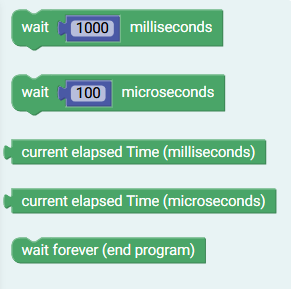 wait 1000 milliseconds
wait 100 microseconds
current elapsed Time (milliseconds)
current elapsed Time (microseconds)
wait forever (end program)